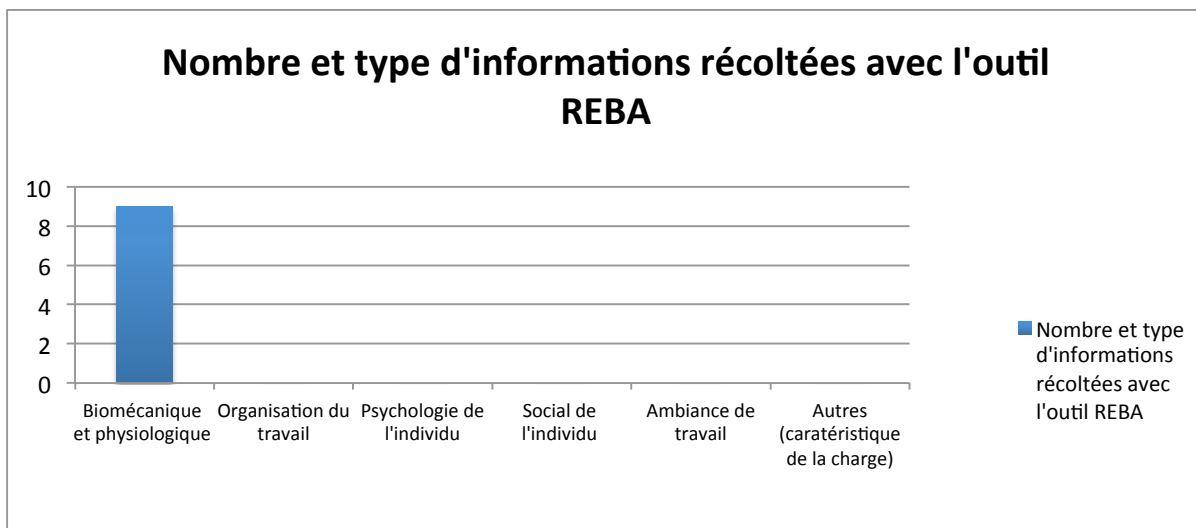 Nombre et type d'informations récoltées avec l'outil
REBA
10
8
6
4
2
0
Biomécanique
et physiologique
Organisation du
travail
Psychologie de
l'individu
Social de
l'individu
Ambiance de
travail
Autres
(caratéristique
de la charge)
Nombre et type
d'informations
récoltées avec
l'outil REBA